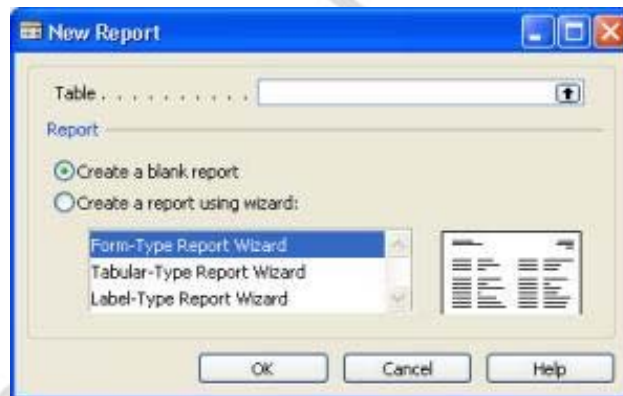 New Report
Table . . . . . . . . . .
Report
Create a blank report
Create a report using wizard:
Form-Type Report Wizard
Tabular-Type Report Wizard
Label-Type Report Wizard
OK Cancel Help